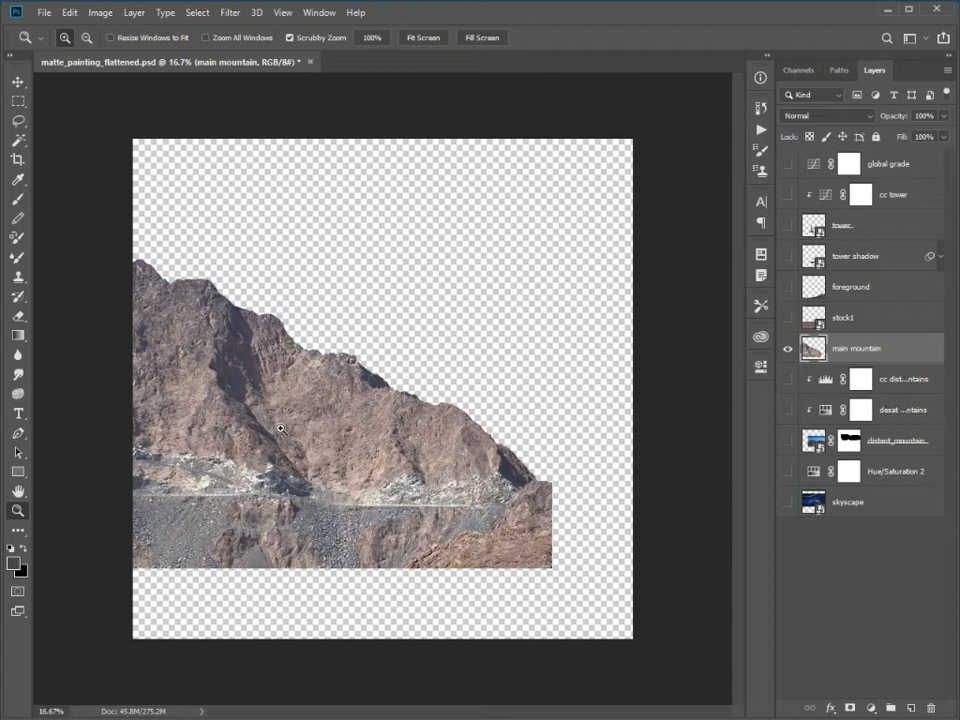 Ps File Edit Image Layer Type Select Filter 3D View Window Help
Resize Windows to Fit All Windows Scrubby Zoom 100% Fit Screen Fill Screen
matte_painting_flattened.psd @ 16.7% (main mountain, RGB/8#) * ×
Channels Paths Layers
Kind
Normal Opacity: 100%
Lock: Fill: 100%
global grade
cc tower
tower
tower shadow
foreground
stock1
main mountain
cc dist...ntains
desat ...untains
distant_mountain...
Hue/Saturation 2
skyscape
16.67% Doc: 45.8M/275.2M